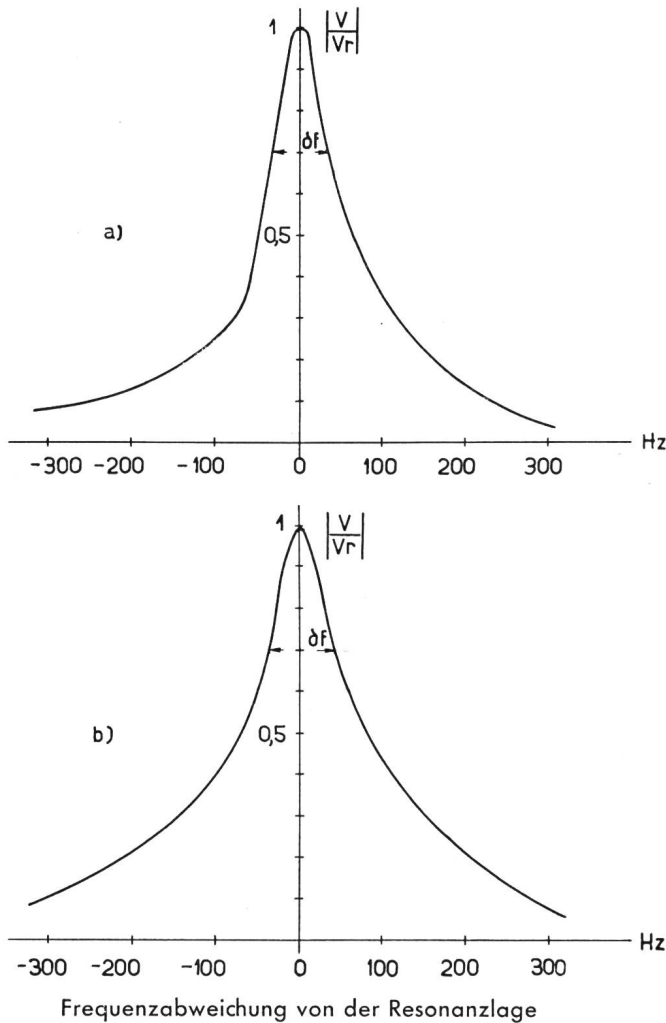 1 |V/Vr|
δf
a) 0,5
Hz
-300 -200 -100 0 100 200 300
1 |V/Vr|
δf
b) 0,5
Hz
-300 -200 -100 0 100 200 300
Frequenzabweichung von der Resonanzlage